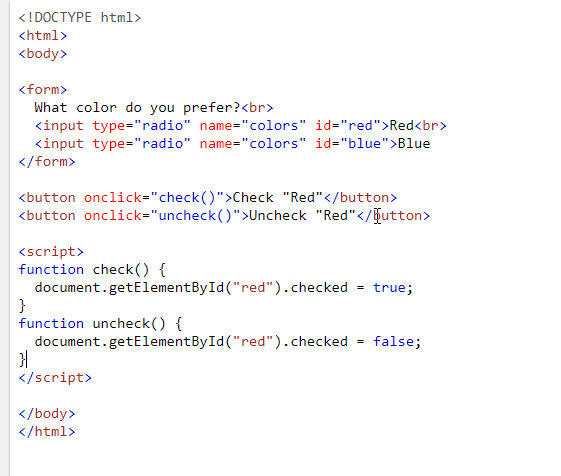 <!DOCTYPE html>
<html>
<body>
<form>
What color do you prefer?<br>
<input type="radio" name="colors" id="red">Red<br>
<input type="radio" name="colors" id="blue">Blue
</form>
<button onclick="check()">Check "Red"</button>
<button onclick="uncheck()">Uncheck "Red"</button>
<script>
function check() {
document.getElementById("red").checked = true;
}
function uncheck() {
document.getElementById("red").checked = false;
}
</script>
</body>
</html>